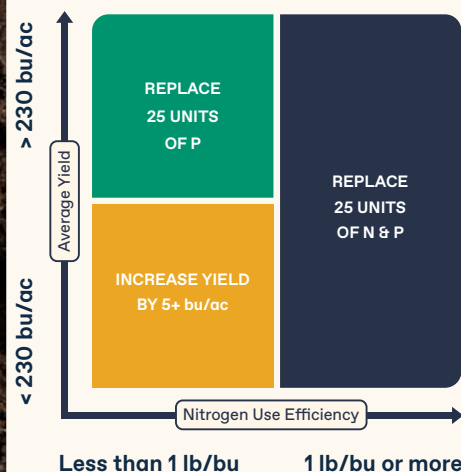 > 230 bu/ac
< 230 bu/ac
Average Yield
REPLACE
25 UNITS
OF P
INCREASE YIELD
BY 5+ bu/ac
REPLACE
25 UNITS
OF N & P
Nitrogen Use Efficiency
Less than 1 lb/bu
1 lb/bu or more